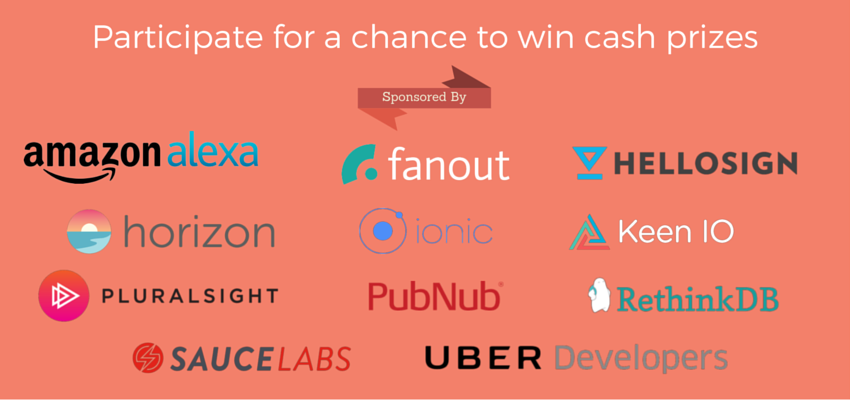 Participate for a chance to win cash prizes
Sponsored By
amazon alexa
fanout
HELLOSIGN
horizon
ionic
Keen IO
PLURALSIGHT
PubNub®
RethinkDB
SAUCELABS
UBER Developers